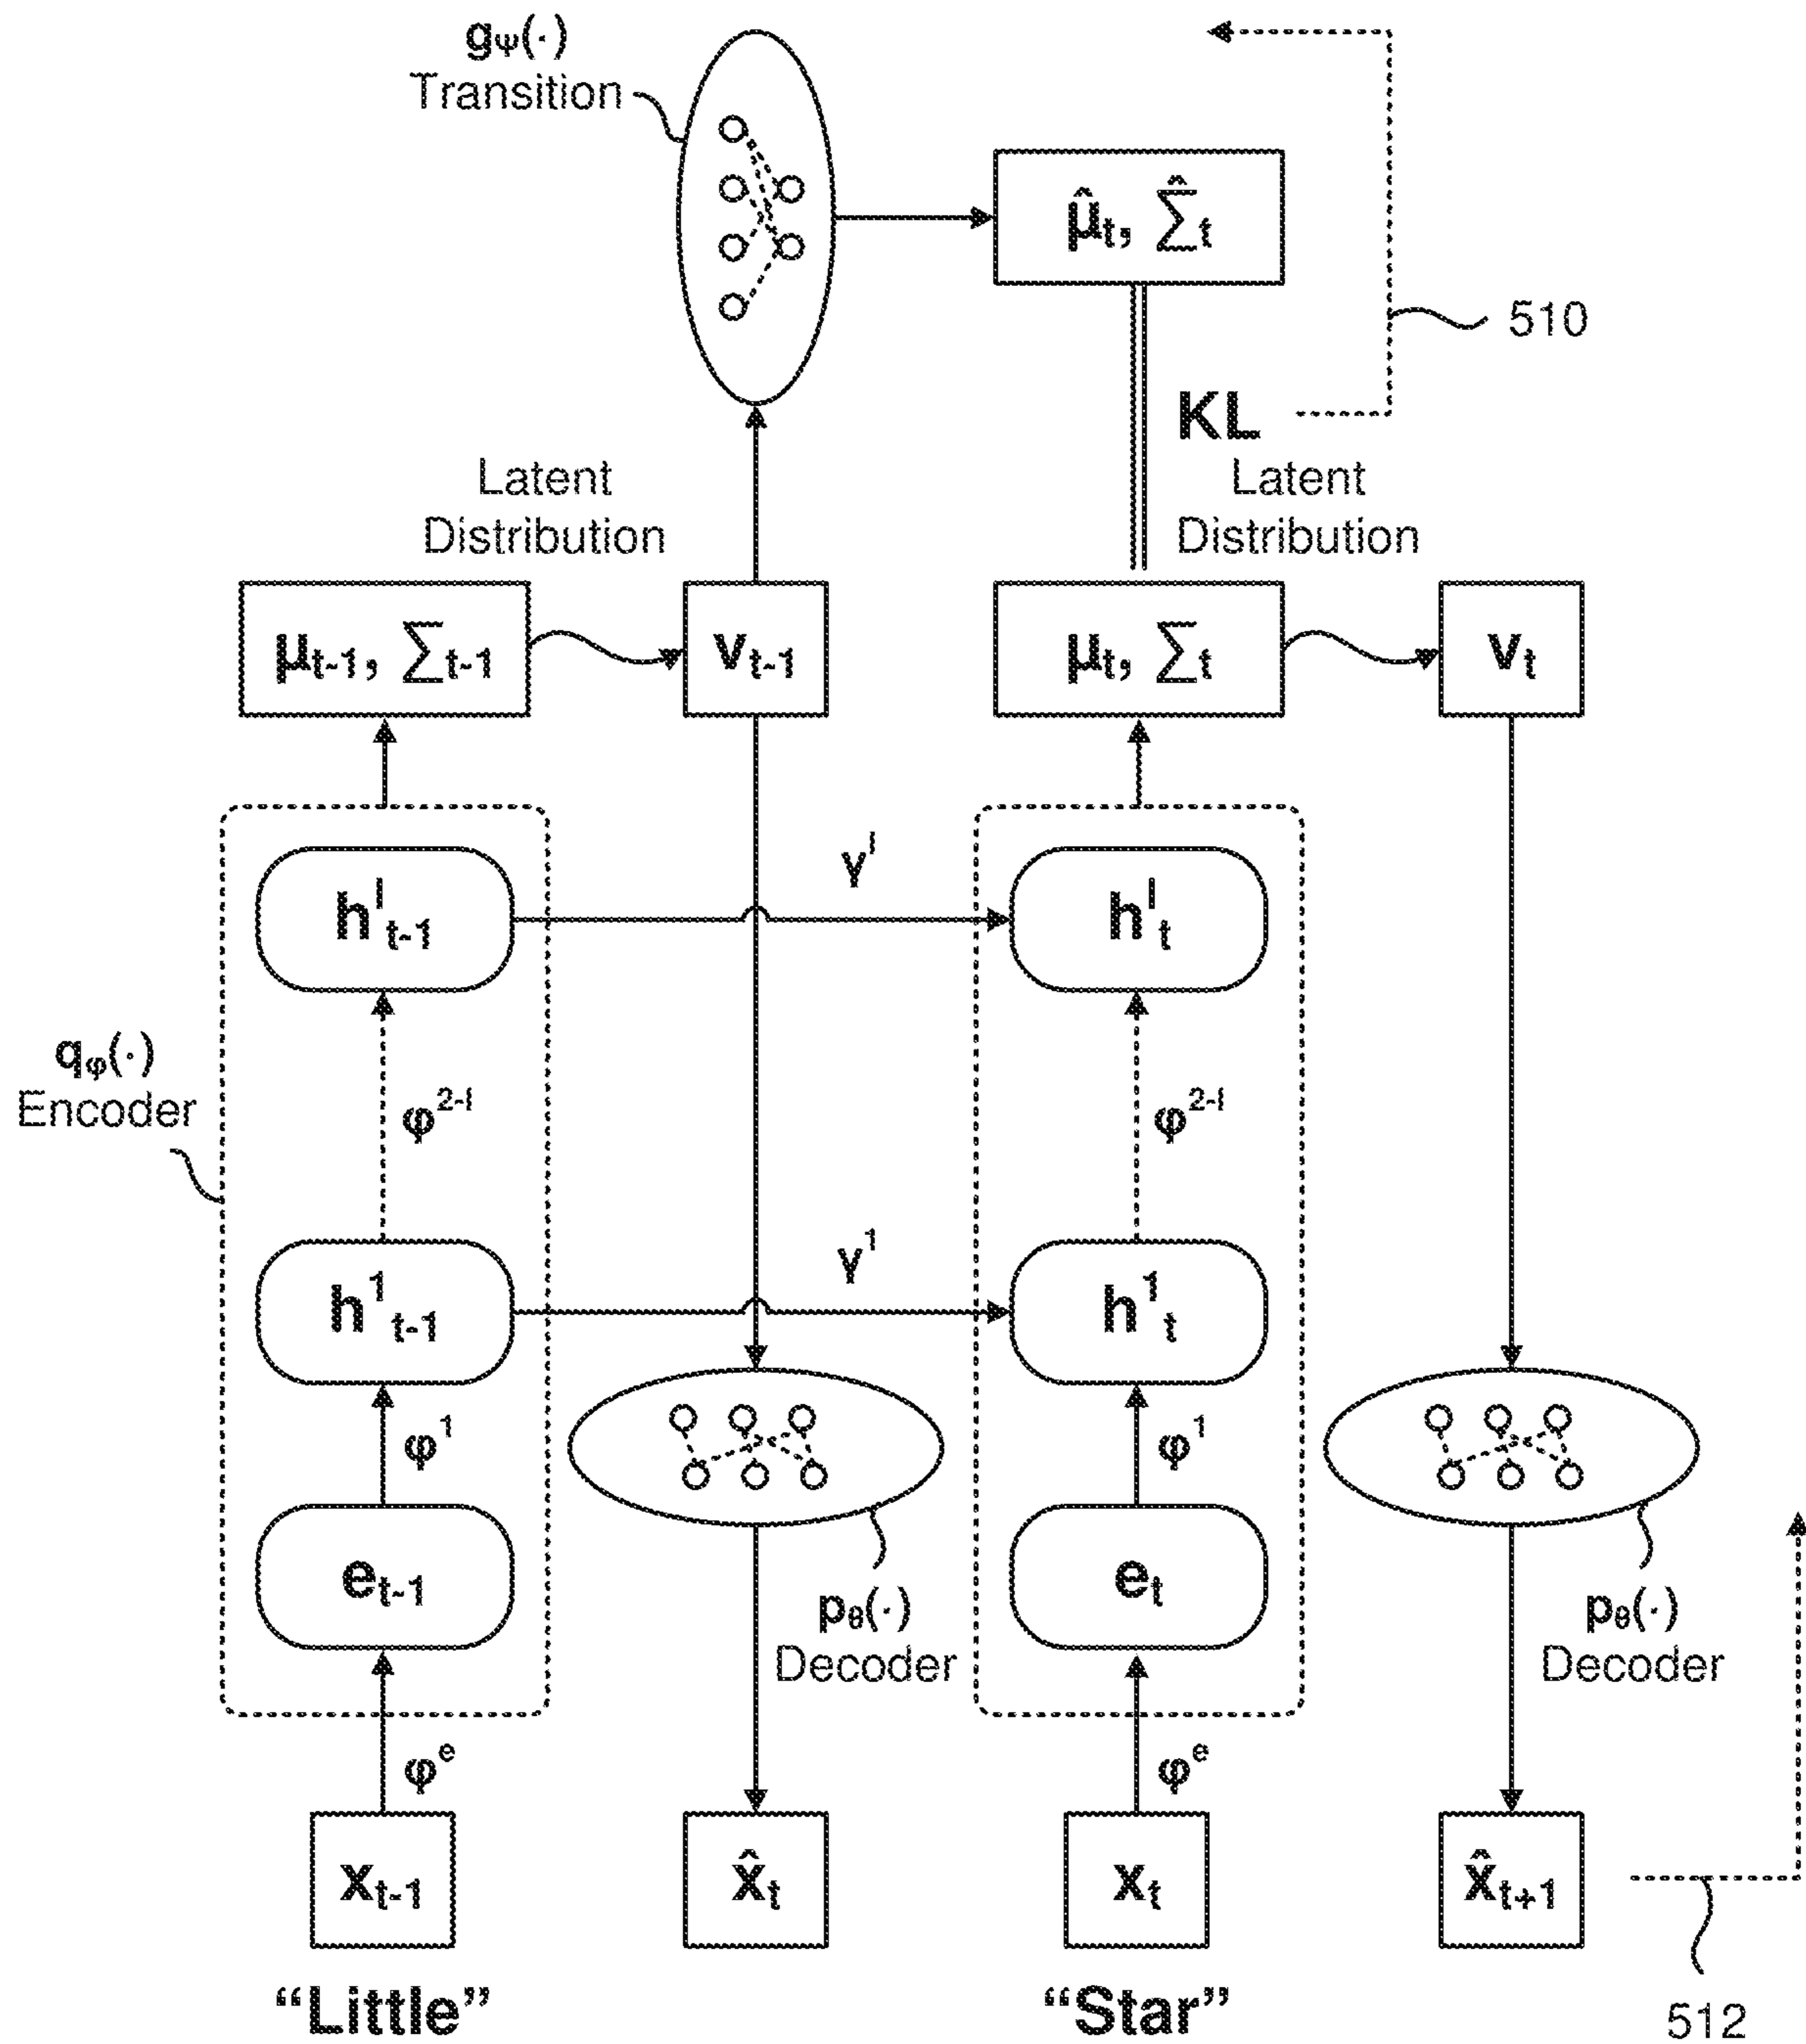 gψ(·)
Transition
μ̂t, Σ̂t
510
KL
Latent
Distribution
Latent
Distribution
μt-1, Σt-1
vt-1
μt, Σt
vt
γˡ
hˡt-1
hˡt
qφ(·)
Encoder
φ²⁻ˡ
φ²⁻ˡ
γ¹
h¹t-1
h¹t
φ¹
φ¹
et-1
et
pθ(·)
Decoder
pθ(·)
Decoder
φᵉ
φᵉ
xt-1
x̂t
xt
x̂t+1
“Little”
“Star”
512